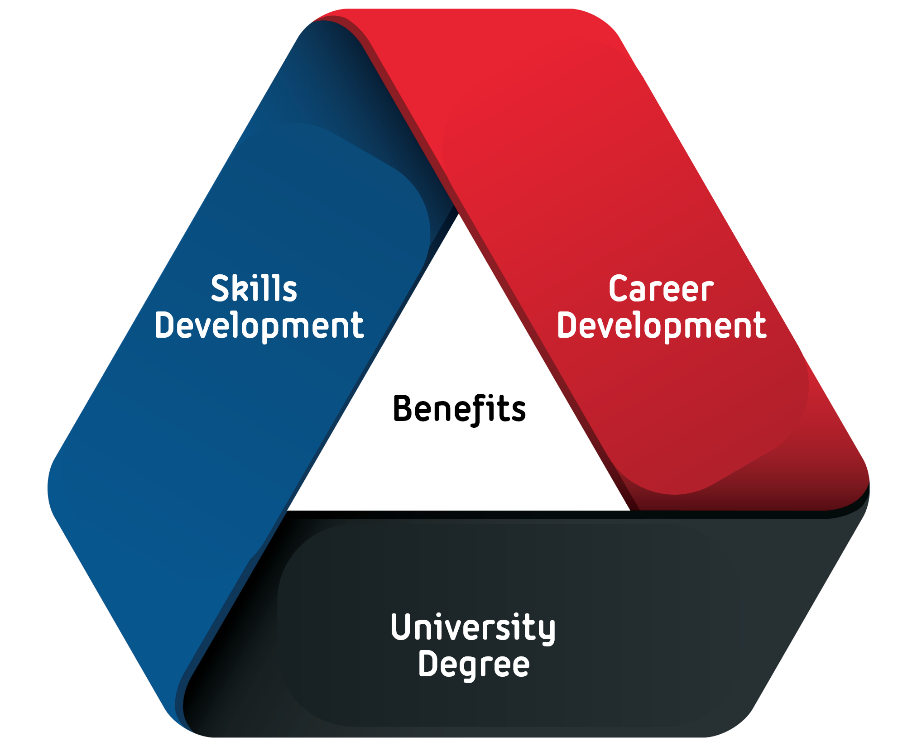 Skills
Development
Career
Development
Benefits
University
Degree